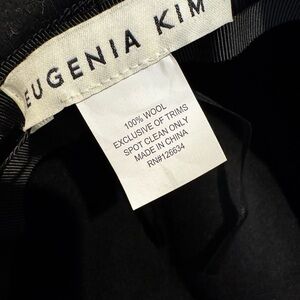 EUGENIA KIM
100% WOOL
EXCLUSIVE OF TRIMS
SPOT CLEAN ONLY
MADE IN CHINA
RN#126634